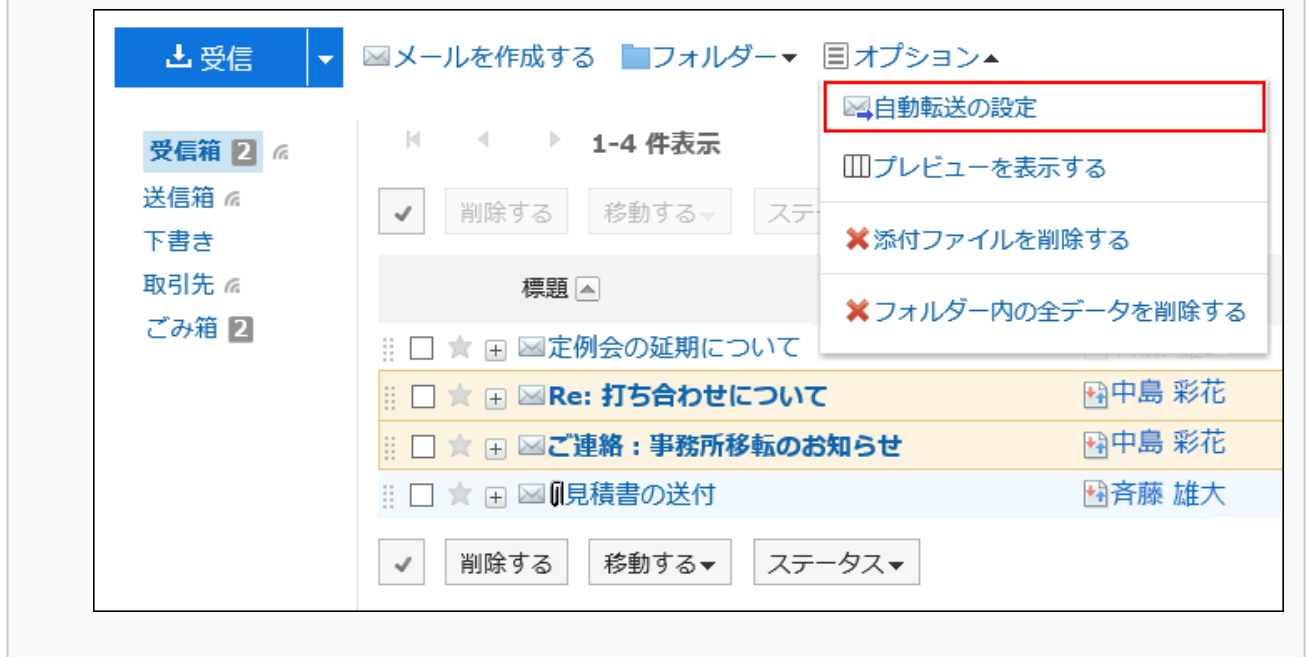 受信 メールを作成する フォルダー オプション
自動転送の設定
プレビューを表示する
添付ファイルを削除する
フォルダー内の全データを削除する
受信箱 2
送信箱
下書き
取引先
ごみ箱 2
1-4 件表示
削除する 移動する ステー
標題
定例会の延期について
Re: 打ち合わせについて 中島 彩花
ご連絡:事務所移転のお知らせ 中島 彩花
見積書の送付 斉藤 雄大
削除する 移動する ステータス